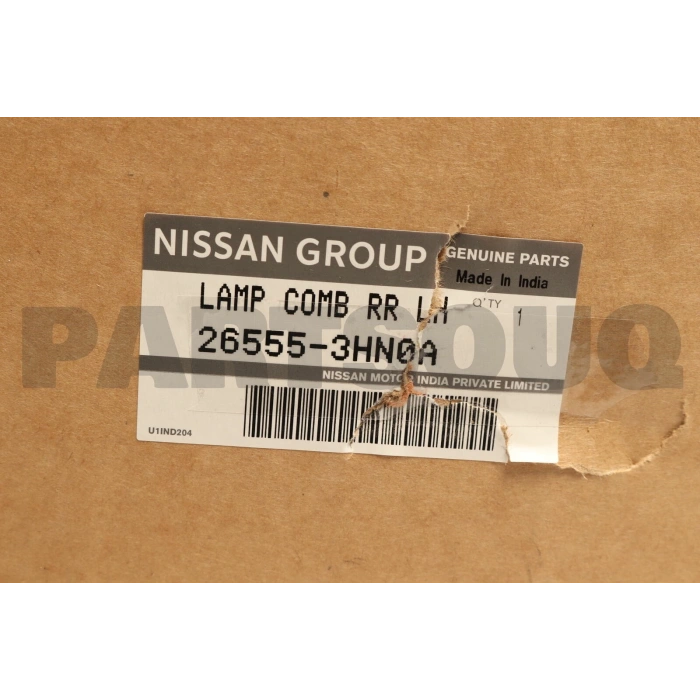 NISSAN GROUP
GENUINE PARTS
Made In India
LAMP COMB RR LH
Q'TY
1
26555-3HN0A
NISSAN MOTOR INDIA PRIVATE LIMITED
U1IND204
PARTSOUQ